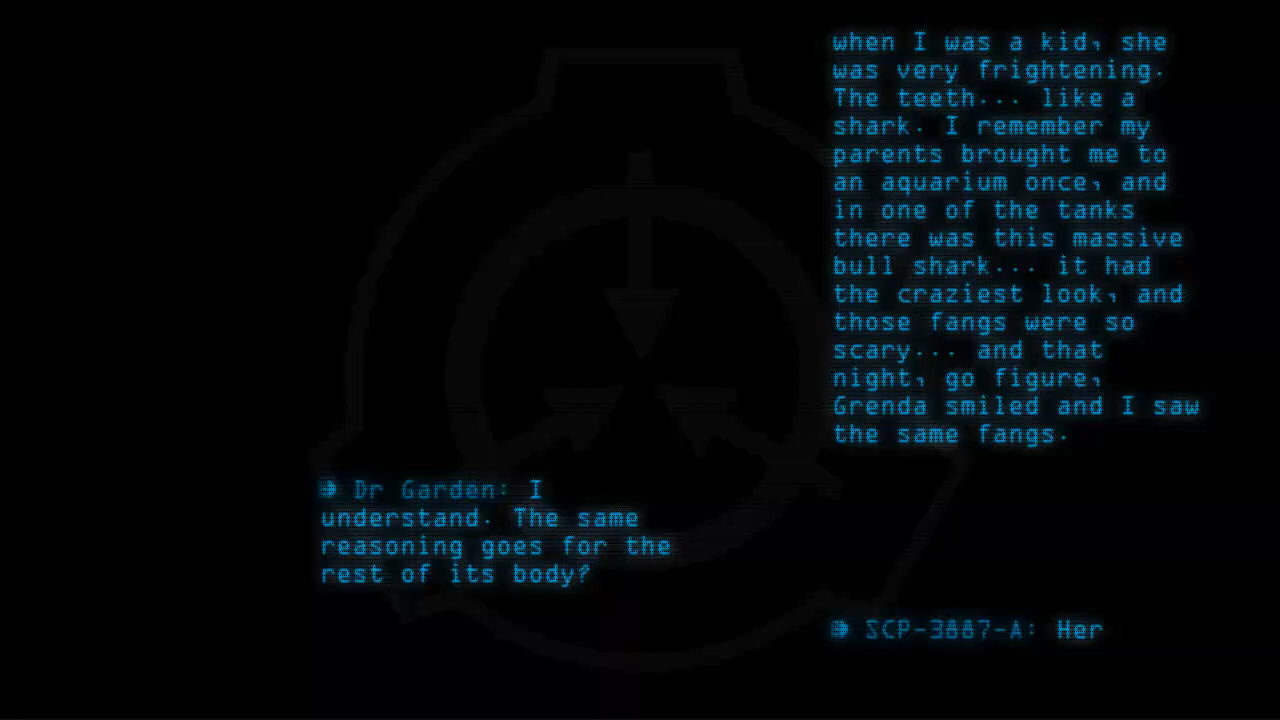 when I was a kid, she
was very frightening.
The teeth... like a
shark. I remember my
parents brought me to
an aquarium once, and
in one of the tanks
there was this massive
bull shark... it had
the craziest look, and
those fangs were so
scary... and that
night, go figure,
Grenda smiled and I saw
the same fangs.
Dr Garden: I
understand. The same
reasoning goes for the
rest of its body?
SCP-3887-A: Her